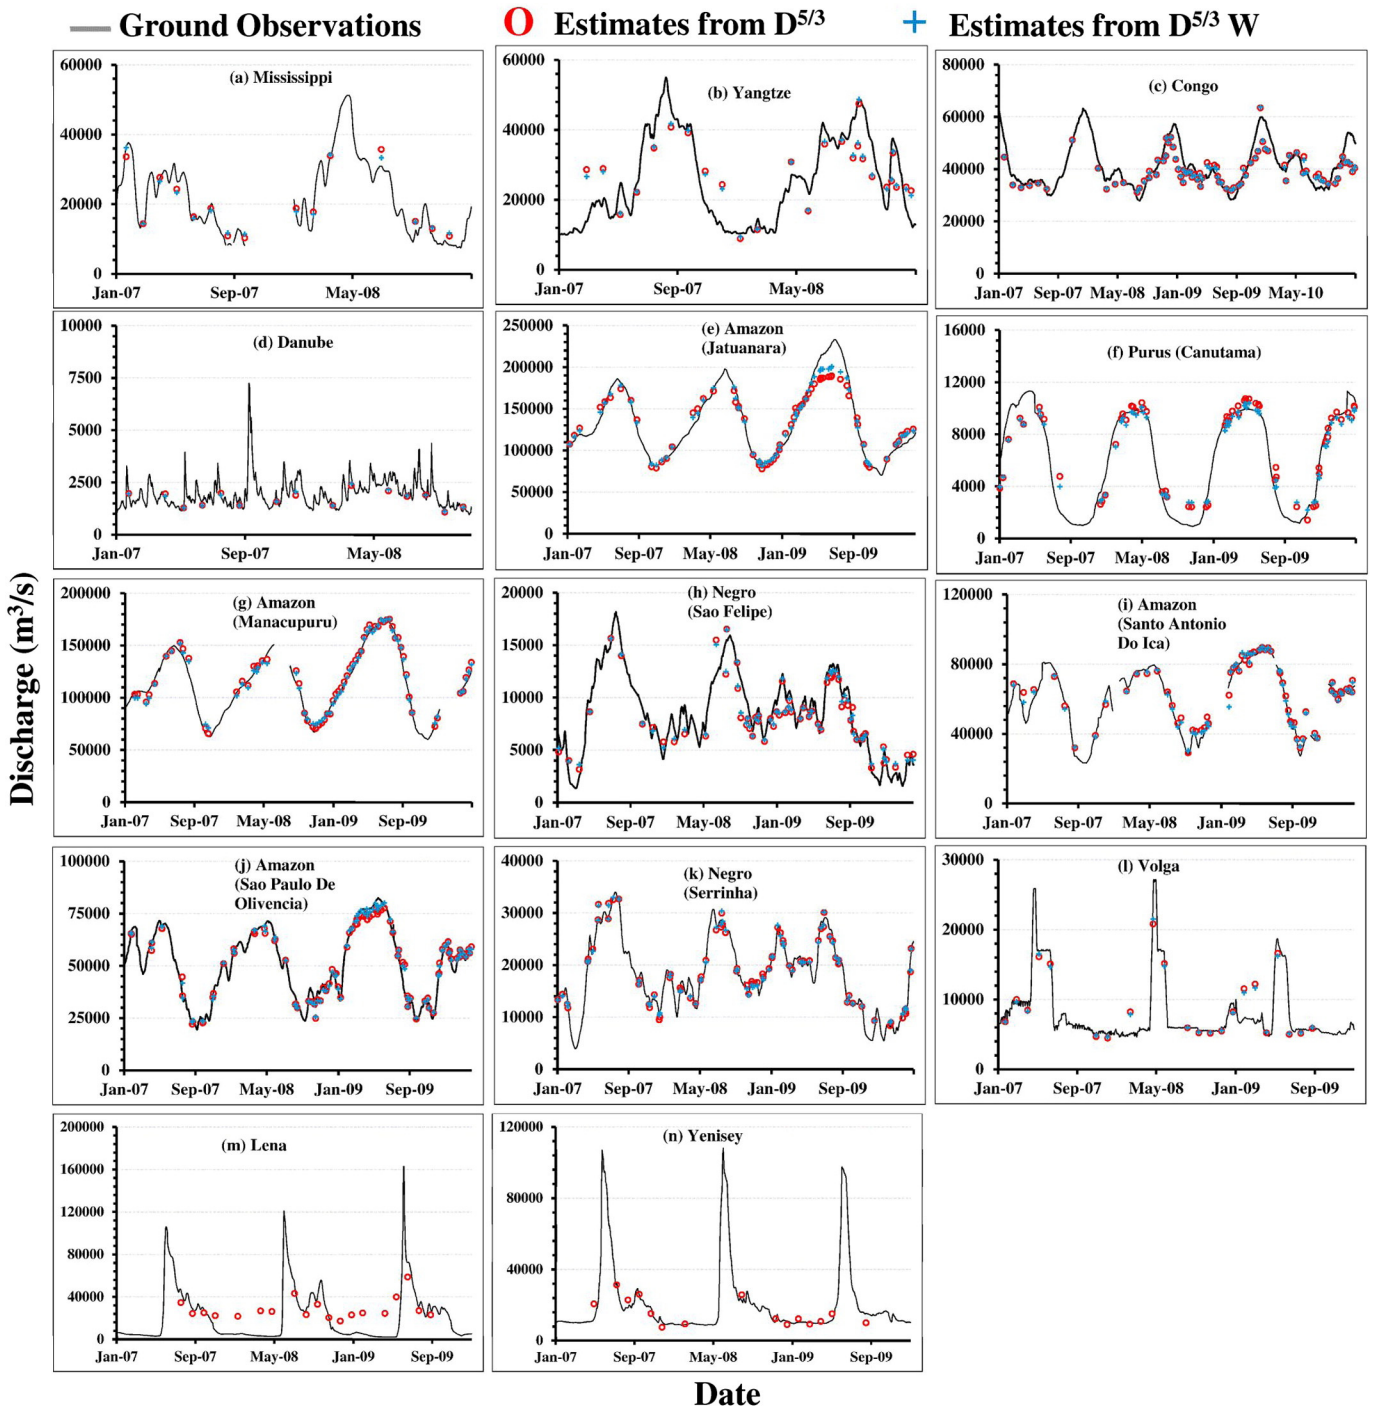 Ground Observations
Estimates from D5/3
Estimates from D5/3 W
(a) Mississippi
60000
40000
20000
0
Jan-07 Sep-07 May-08
(b) Yangtze
60000
40000
20000
0
Jan-07 Sep-07 May-08
(c) Congo
80000
60000
40000
20000
0
Jan-07 Sep-07 May-08 Jan-09 Sep-09 May-10
(d) Danube
10000
7500
5000
2500
0
Jan-07 Sep-07 May-08
(e) Amazon
(Jatuanara)
250000
200000
150000
100000
50000
0
Jan-07 Sep-07 May-08 Jan-09 Sep-09
(f) Purus (Canutama)
16000
12000
8000
4000
0
Jan-07 Sep-07 May-08 Jan-09 Sep-09
Discharge (m3/s)
(g) Amazon
(Manacupuru)
200000
150000
100000
50000
0
Jan-07 Sep-07 May-08 Jan-09 Sep-09
(h) Negro
(Sao Felipe)
20000
15000
10000
5000
0
Jan-07 Sep-07 May-08 Jan-09 Sep-09
(i) Amazon
(Santo Antonio
Do Ica)
120000
80000
40000
0
Jan-07 Sep-07 May-08 Jan-09 Sep-09
(j) Amazon
(Sao Paulo De
Olivencia)
100000
75000
50000
25000
0
Jan-07 Sep-07 May-08 Jan-09 Sep-09
(k) Negro
(Serrinha)
40000
30000
20000
10000
0
Jan-07 Sep-07 May-08 Jan-09 Sep-09
(l) Volga
30000
20000
10000
0
Jan-07 Sep-07 May-08 Jan-09 Sep-09
(m) Lena
200000
160000
120000
80000
40000
0
Jan-07 Sep-07 May-08 Jan-09 Sep-09
(n) Yenisey
120000
80000
40000
0
Jan-07 Sep-07 May-08 Jan-09 Sep-09
Date